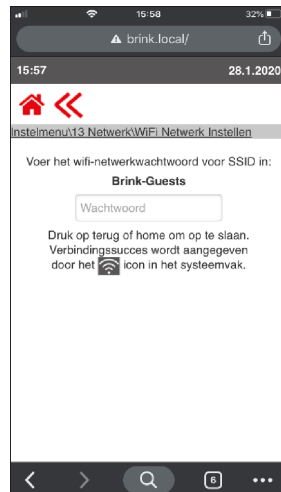 15:58
32%
brink.local/
15:57 28.1.2020
Instelmenu\13 Netwerk\WiFi Netwerk Instellen
Voer het wifi-netwerkwachtwoord voor SSID in:
Brink-Guests
Wachtwoord
Druk op terug of home om op te slaan.
Verbindingssucces wordt aangegeven
door het icon in het systeemvak.
6